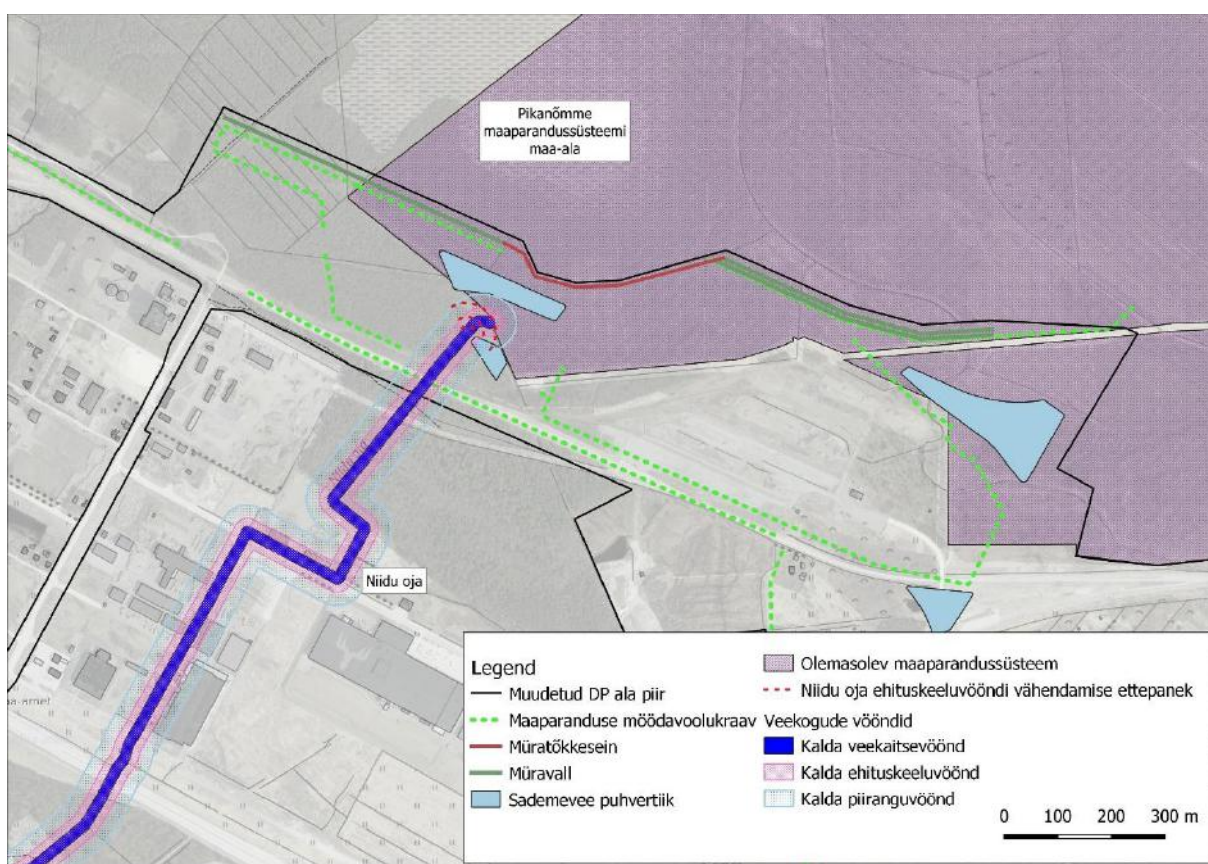 Pikanõmme
maaparandussüsteemi
maa-ala
Niidu oja
Legend
Muudetud DP ala piir
Maaparanduse möödavoolukraav
Müratõkkesein
Müravall
Sademevee puhvertiik
Olemasolev maaparandussüsteem
Niidu oja ehituskeeluvööndi vähendamise ettepanek
Veekogude vööndid
Kalda veekaitsevöönd
Kalda ehituskeeluvöönd
Kalda piiranguvöönd
0 100 200 300 m